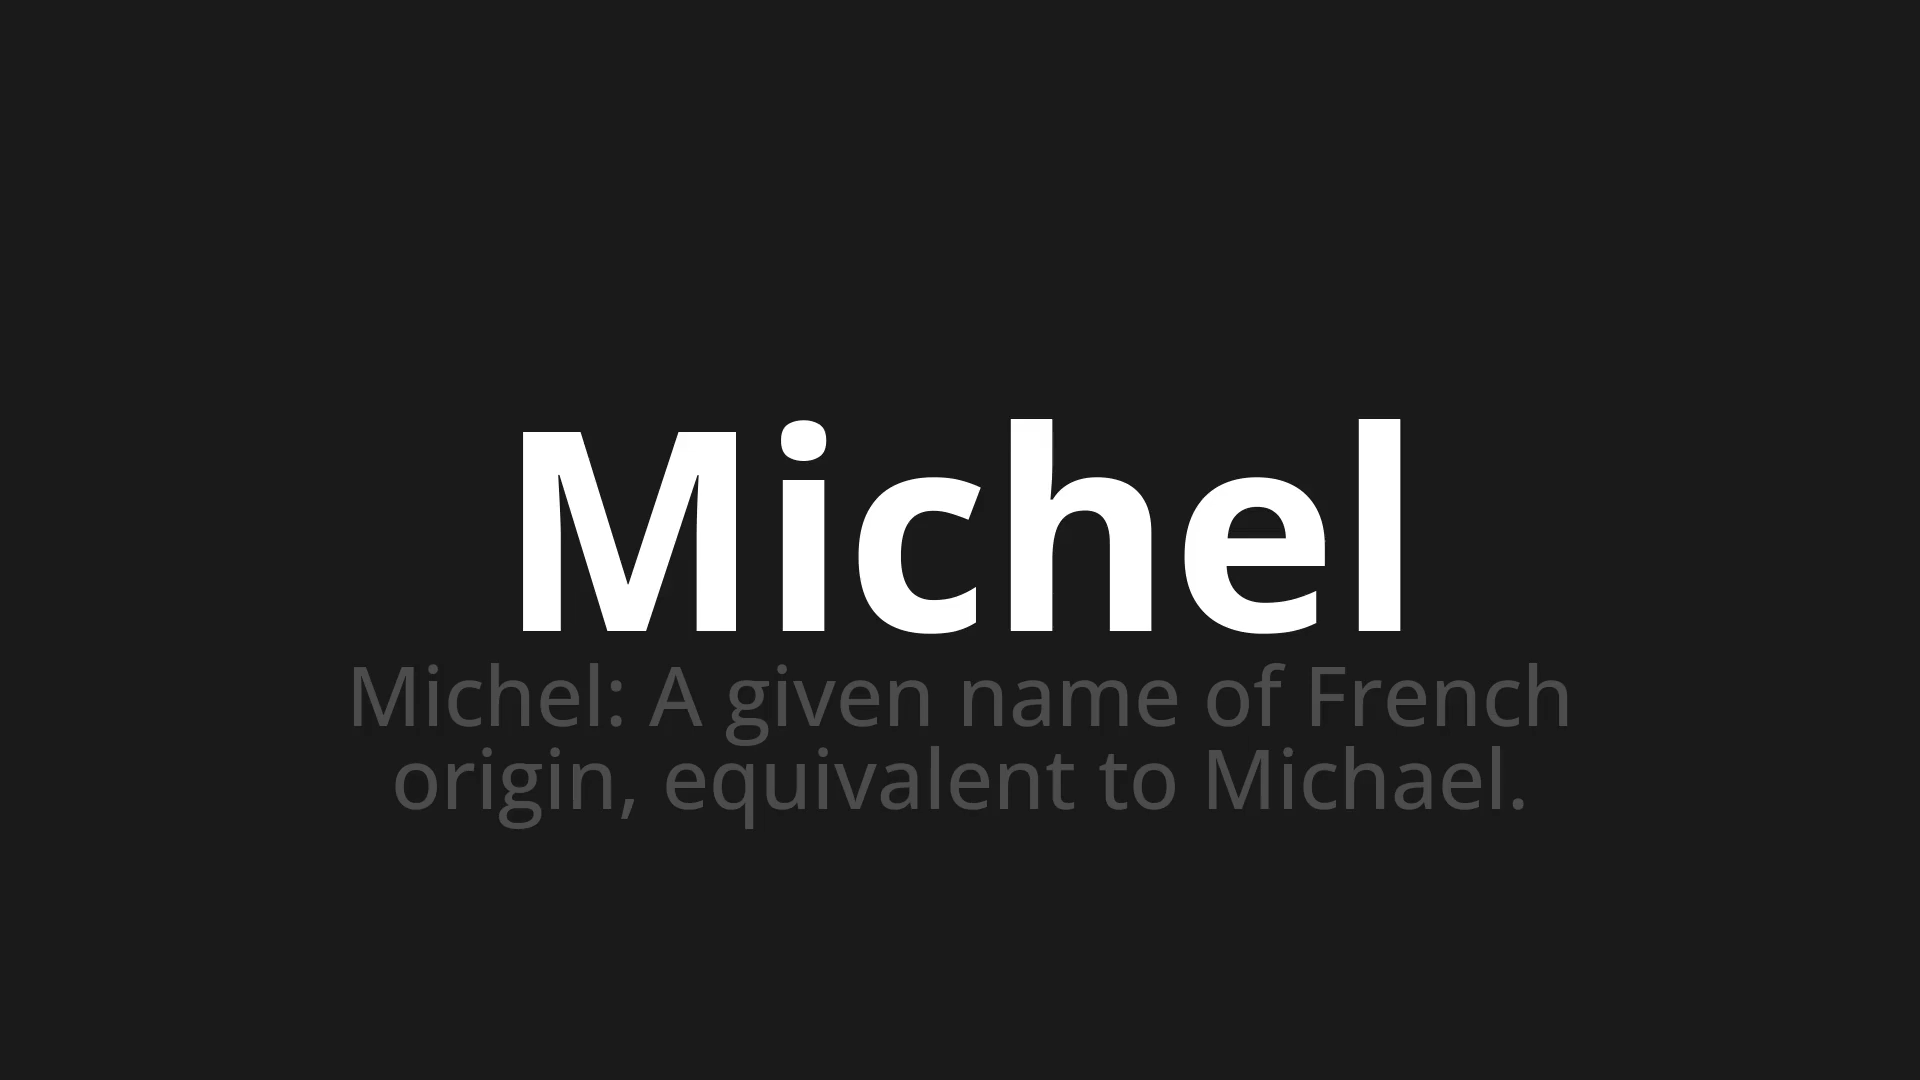 Michel
Michel: A given name of French
origin, equivalent to Michael.